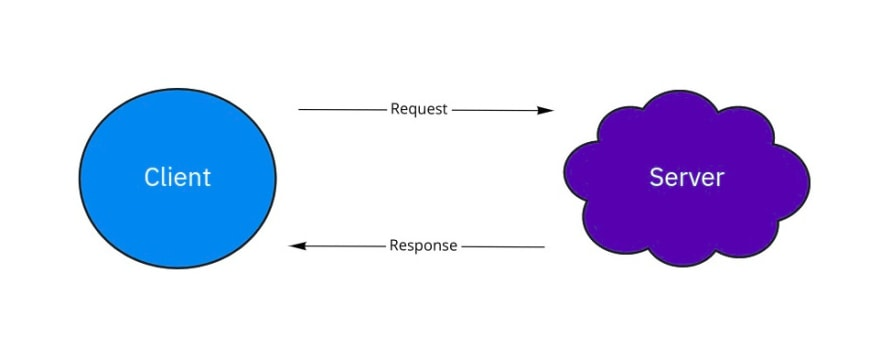 Request
Client
Server
Response